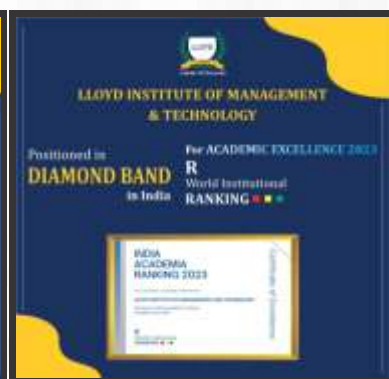 LLOYD
LLOYD INSTITUTE OF MANAGEMENT
& TECHNOLOGY
Positioned in
DIAMOND BAND
in India
For ACADEMIC EXCELLENCE 2023
R
World Institutional
RANKING
INDIA
ACADEMIA
RANKING 2023